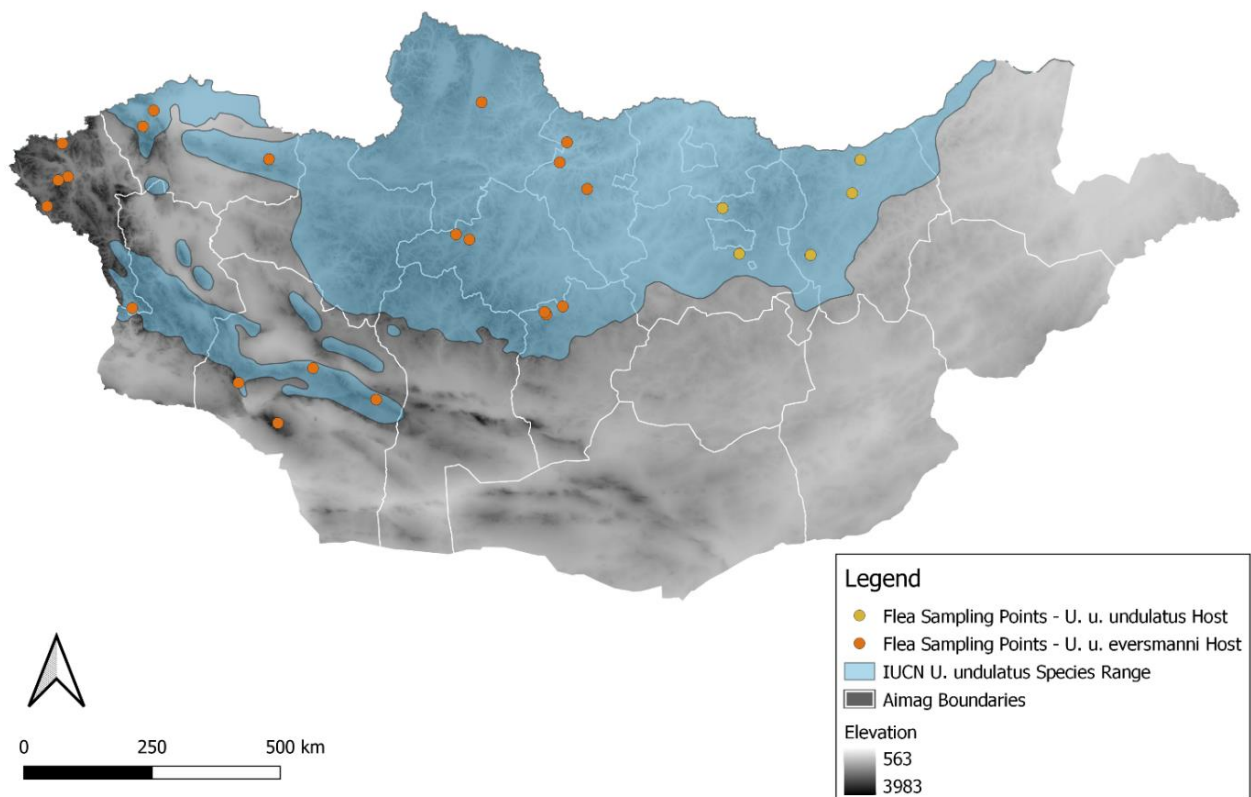 Legend
Flea Sampling Points - U. u. undulatus Host
Flea Sampling Points - U. u. eversmanni Host
IUCN U. undulatus Species Range
Aimag Boundaries
Elevation
563
3983
0 250 500 km